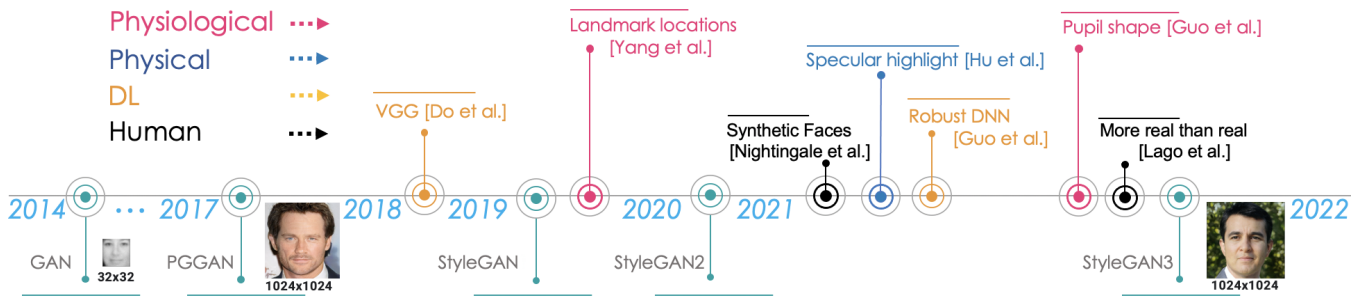 Physiological
Physical
DL
Human
VGG [Do et al.]
Landmark locations
[Yang et al.]
Synthetic Faces
[Nightingale et al.]
Specular highlight [Hu et al.]
Robust DNN
[Guo et al.]
Pupil shape [Guo et al.]
More real than real
[Lago et al.]
2014 ... 2017 2018 2019 2020 2021 2022
GAN
32x32
PGGAN
1024x1024
StyleGAN
StyleGAN2
StyleGAN3
1024x1024